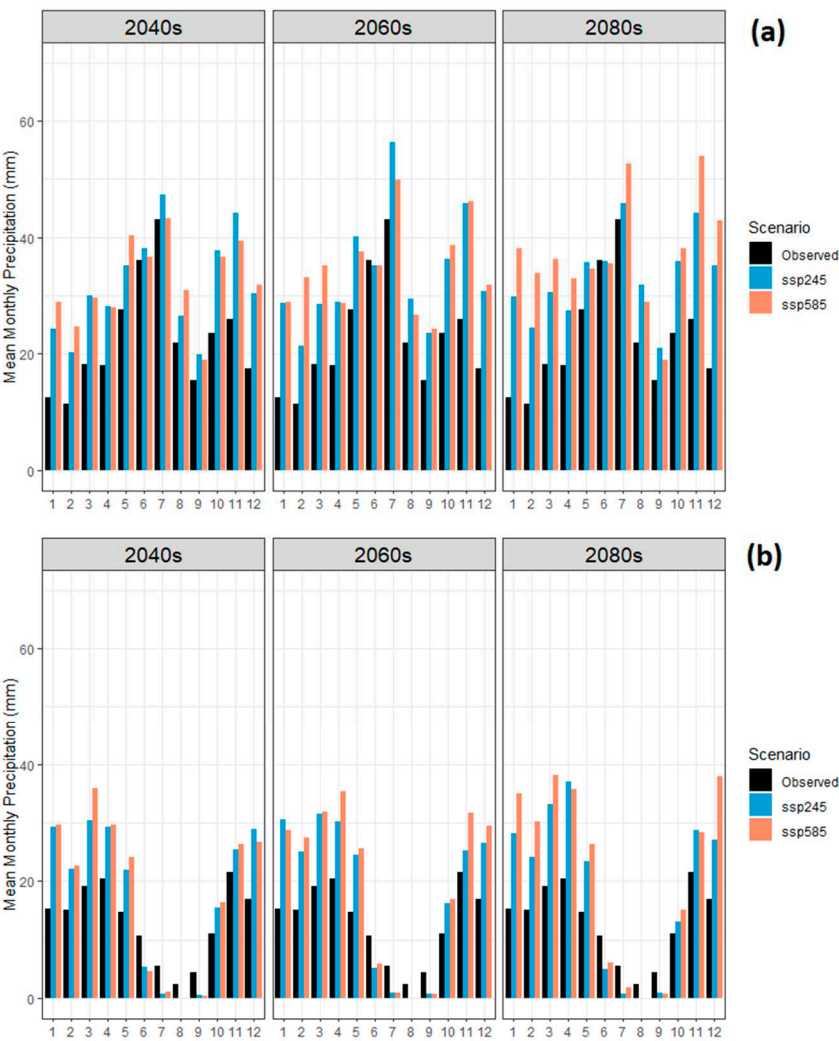 2040s 2060s 2080s (a)
Mean Monthly Precipitation (mm)
60
40
20
0
Scenario
Observed
ssp245
ssp585
1 2 3 4 5 6 7 8 9 10 11 12 1 2 3 4 5 6 7 8 9 10 11 12 1 2 3 4 5 6 7 8 9 10 11 12
2040s 2060s 2080s (b)
Mean Monthly Precipitation (mm)
60
40
20
0
Scenario
Observed
ssp245
ssp585
1 2 3 4 5 6 7 8 9 10 11 12 1 2 3 4 5 6 7 8 9 10 11 12 1 2 3 4 5 6 7 8 9 10 11 12